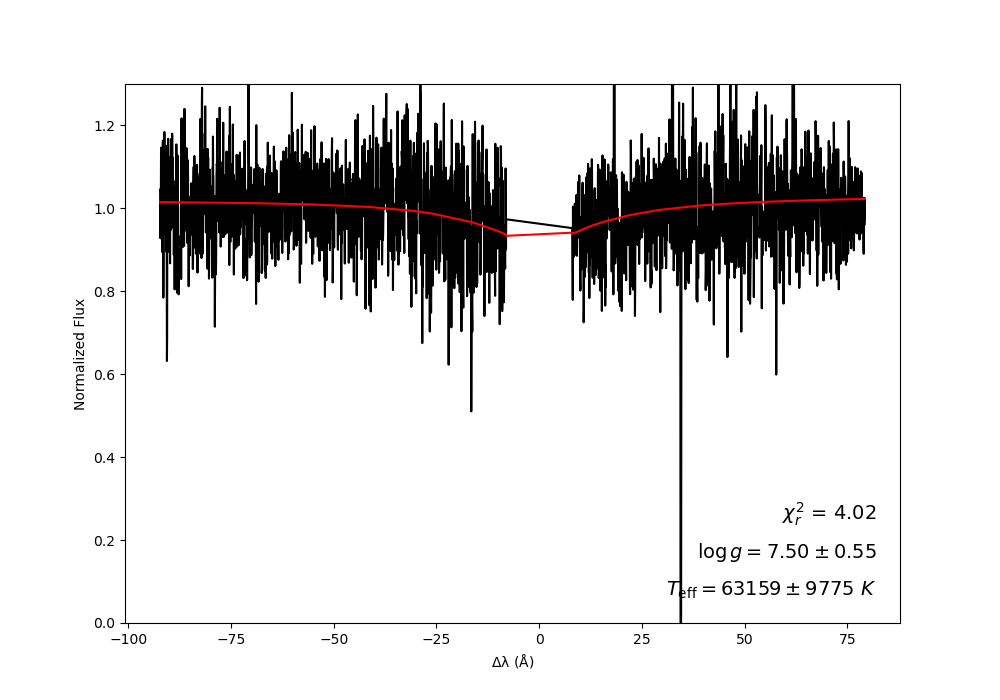 1.2
1.0
0.8
0.6
0.4
0.2
0.0
Normalized Flux
χ²ᵣ = 4.02
log g = 7.50 ± 0.55
T_eff = 63159 ± 9775 K
−100 −75 −50 −25 0 25 50 75
Δλ (Å)